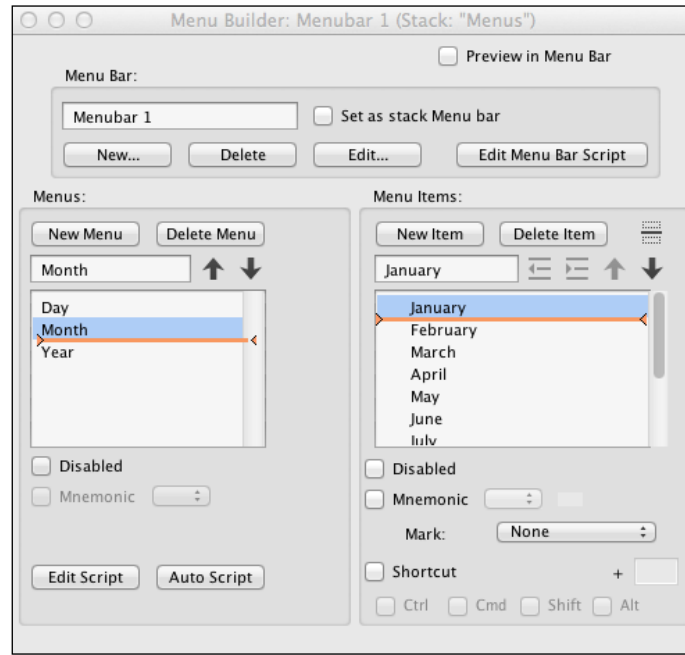 Menu Builder: Menubar 1 (Stack: "Menus")
Preview in Menu Bar
Menu Bar:
Menubar 1
Set as stack Menu bar
New...
Delete
Edit...
Edit Menu Bar Script
Menus:
New Menu
Delete Menu
Month
Day
Month
Year
Disabled
Mnemonic
Edit Script
Auto Script
Menu Items:
New Item
Delete Item
January
January
February
March
April
May
June
July
Disabled
Mnemonic
Mark:
None
Shortcut
+
Ctrl
Cmd
Shift
Alt